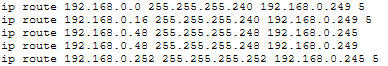 ip route 192.168.0.0 255.255.255.240 192.168.0.249 5
ip route 192.168.0.16 255.255.255.240 192.168.0.249 5
ip route 192.168.0.48 255.255.255.248 192.168.0.245
ip route 192.168.0.48 255.255.255.248 192.168.0.249
ip route 192.168.0.252 255.255.255.252 192.168.0.245 5